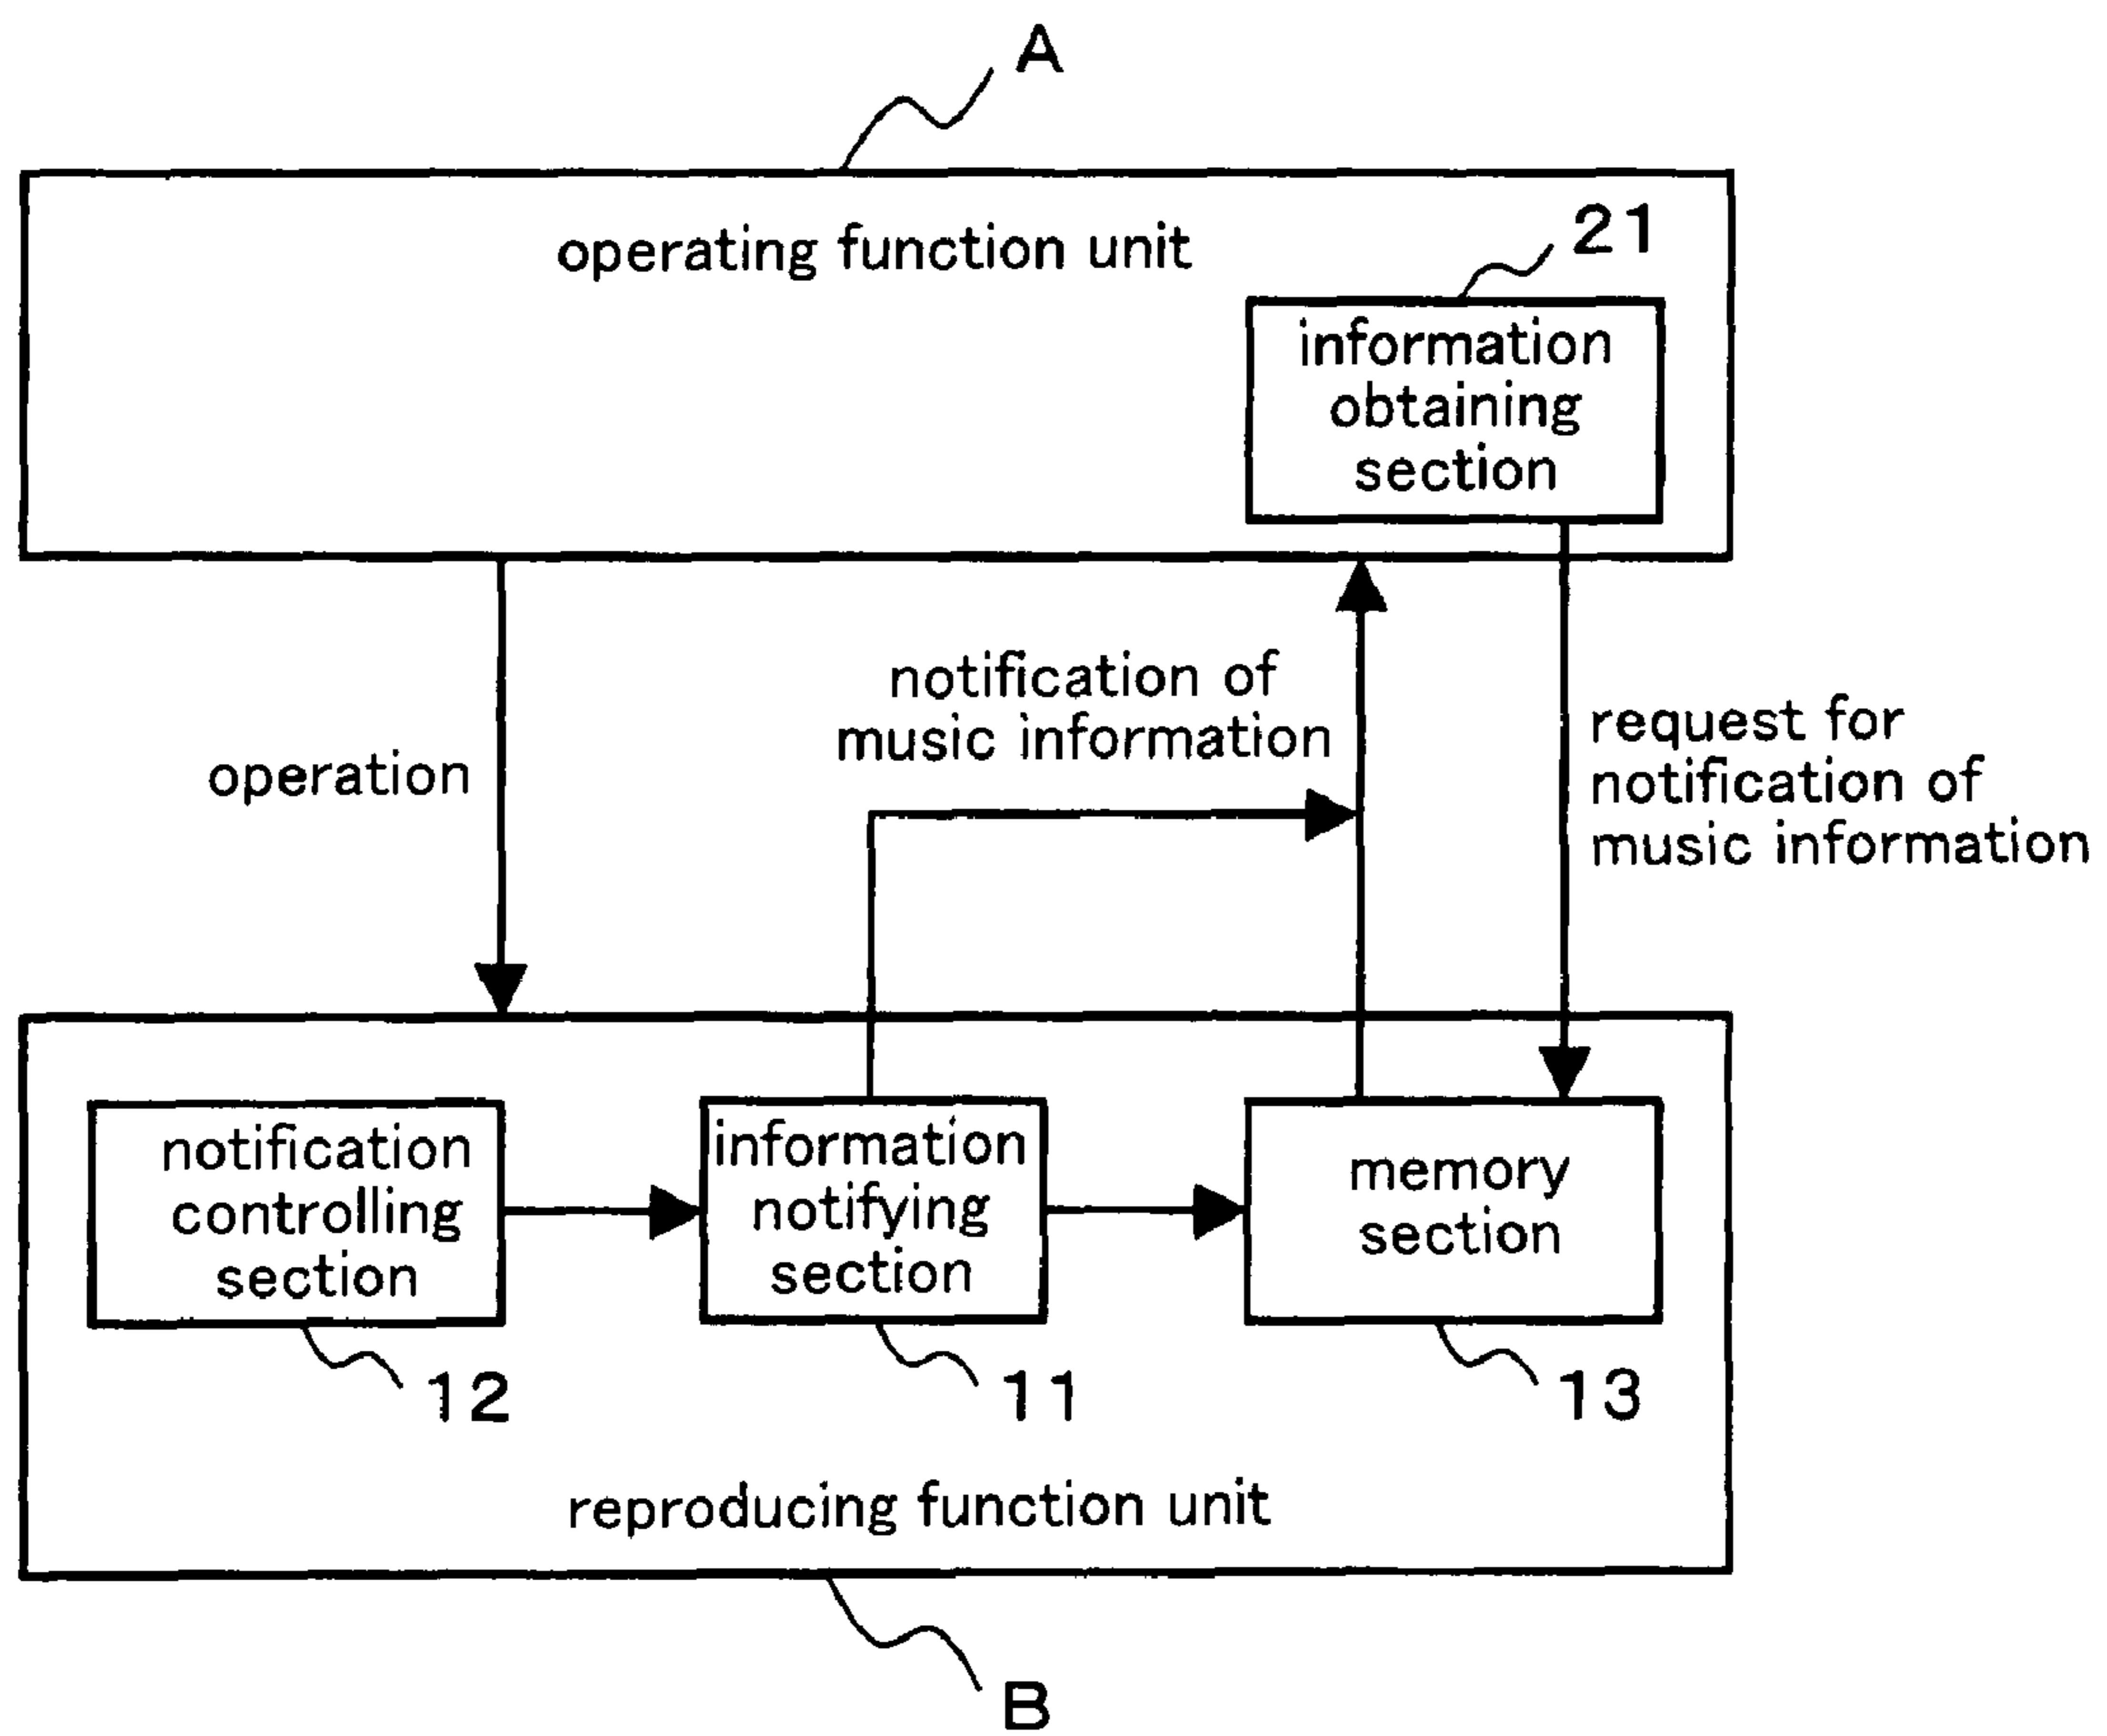 A
operating function unit
21
information
obtaining
section
notification of
music information
operation
request for
notification of
music information
notification
controlling
section
information
notifying
section
memory
section
12
11
13
reproducing function unit
B